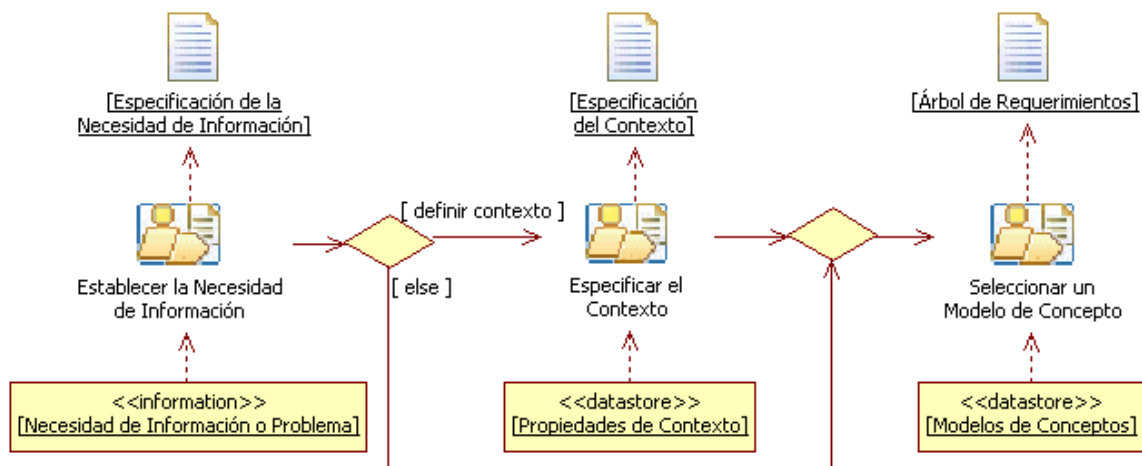 [Especificación de la
Necesidad de Información]
[Especificación
del Contexto]
[Árbol de Requerimientos]
[ definir contexto ]
[ else ]
Establecer la Necesidad
de Información
Especificar el
Contexto
Seleccionar un
Modelo de Concepto
<<information>>
[Necesidad de Información o Problema]
<<datastore>>
[Propiedades de Contexto]
<<datastore>>
[Modelos de Conceptos]